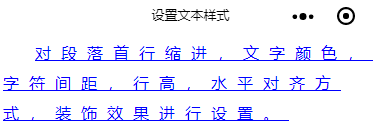 设置文本样式
对段落首行缩进，文字颜色，
字符间距，行高，水平对齐方
式，装饰效果进行设置。